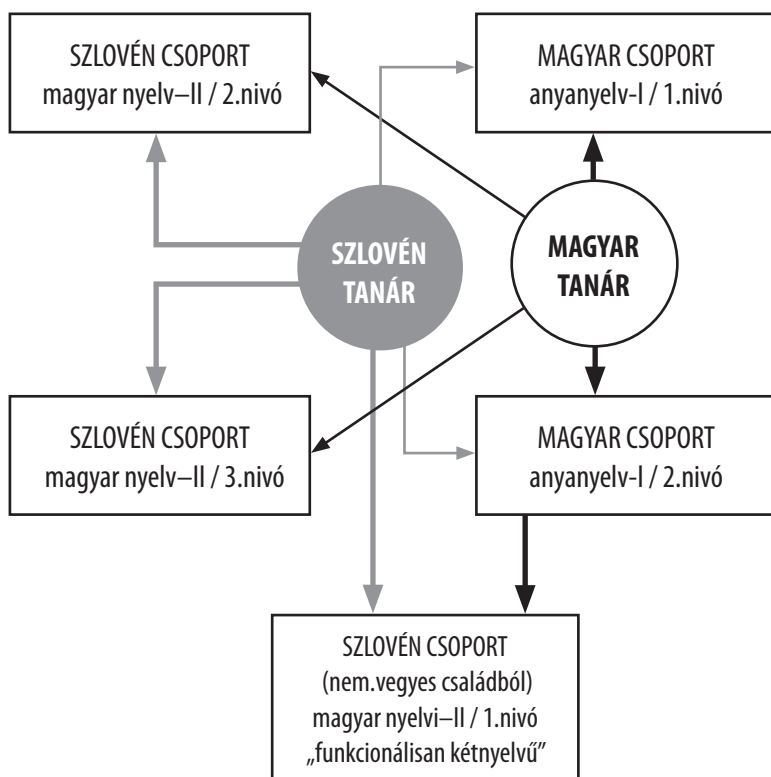 SZLOVÉN CSOPORT
magyar nyelv–II / 2.nivó
MAGYAR CSOPORT
anyanyelv-I / 1.nivó
SZLOVÉN
TANÁR
MAGYAR
TANÁR
SZLOVÉN CSOPORT
magyar nyelv–II / 3.nivó
MAGYAR CSOPORT
anyanyelv-I / 2.nivó
SZLOVÉN CSOPORT
(nem.vegyes családból)
magyar nyelvi–II / 1.nivó
„funkcionálisan kétnyelvű”